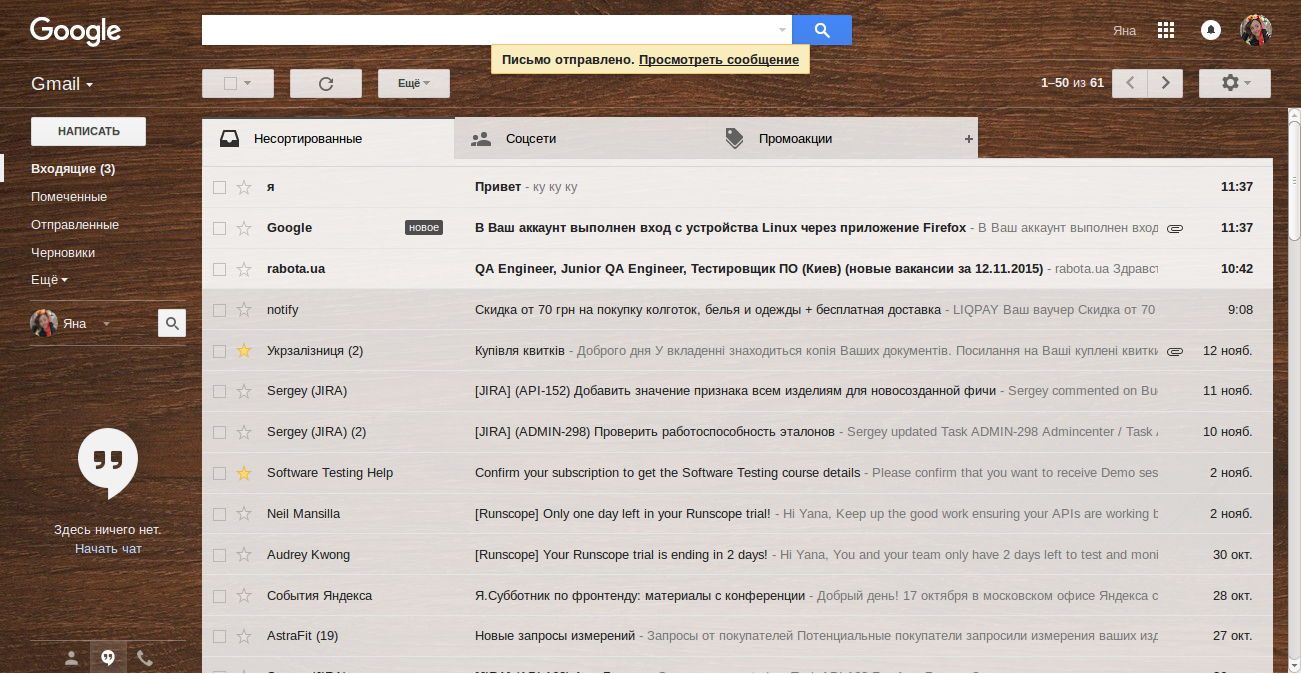 Google
Яна
Письмо отправлено. Просмотреть сообщение
Gmail
Ещё
1–50 из 61
НАПИСАТЬ
Входящие (3)
Помеченные
Отправленные
Черновики
Ещё
Яна
Здесь ничего нет.
Начать чат
Несортированные
Соцсети
Промоакции
+
я Привет - ку ку ку 11:37
Google новое В Ваш аккаунт выполнен вход с устройства Linux через приложение Firefox - В Ваш аккаунт выполнен вход 11:37
rabota.ua QA Engineer, Junior QA Engineer, Тестировщик ПО (Киев) (новые вакансии за 12.11.2015) - rabota.ua Здравст 10:42
notify Скидка от 70 грн на покупку колготок, белья и одежды + бесплатная доставка - LIQPAY Ваш ваучер Скидка от 70 9:08
Укрзалізниця (2) Купівля квитків - Доброго дня У вкладенні знаходиться копія Ваших документів. Посилання на Ваші куплені квитки 12 нояб.
Sergey (JIRA) [JIRA] (API-152) Добавить значение признака всем изделиям для новосозданной фичи - Sergey commented on Bu 11 нояб.
Sergey (JIRA) (2) [JIRA] (ADMIN-298) Проверить работоспособность эталонов - Sergey updated Task ADMIN-298 Admincenter / Task 10 нояб.
Software Testing Help Confirm your subscription to get the Software Testing course details - Please confirm that you want to receive Demo ses 2 нояб.
Neil Mansilla [Runscope] Only one day left in your Runscope trial! - Hi Yana, Keep up the good work ensuring your APIs are working b 2 нояб.
Audrey Kwong [Runscope] Your Runscope trial is ending in 2 days! - Hi Yana, You and your team only have 2 days left to test and moni 30 окт.
События Яндекса Я.Субботник по фронтенду: материалы с конференции - Добрый день! 17 октября в московском офисе Яндекса с 28 окт.
AstraFit (19) Новые запросы измерений - Запросы от покупателей Потенциальные покупатели запросили измерения ваших изд 27 окт.